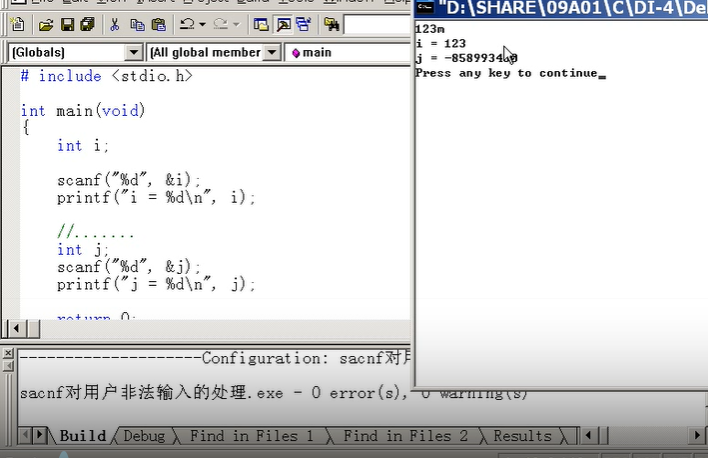 "D:\SHARE\09A01\C\DI-4\De
(Globals)
(All global member
main
# include <stdio.h>
int main(void)
{
int i;
scanf("%d", &i);
printf("i = %d\n", i);
//.......
int j;
scanf("%d", &j);
printf("j = %d\n", j);
return 0;
123m
i = 123
j = -858993460
Press any key to continue_
--------------------Configuration: sacnf对用
sacnf对用户非法输入的处理.exe - 0 error(s), 0 warning(s)
Build
Debug
Find in Files 1
Find in Files 2
Results